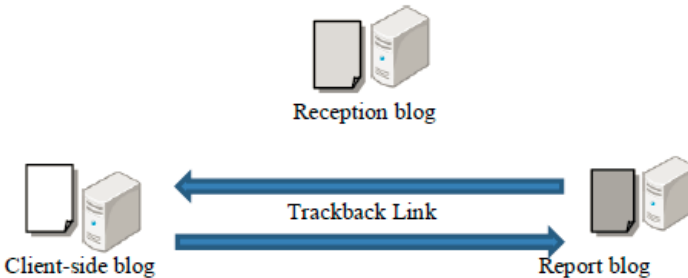 Reception blog
Trackback Link
Client-side blog
Report blog